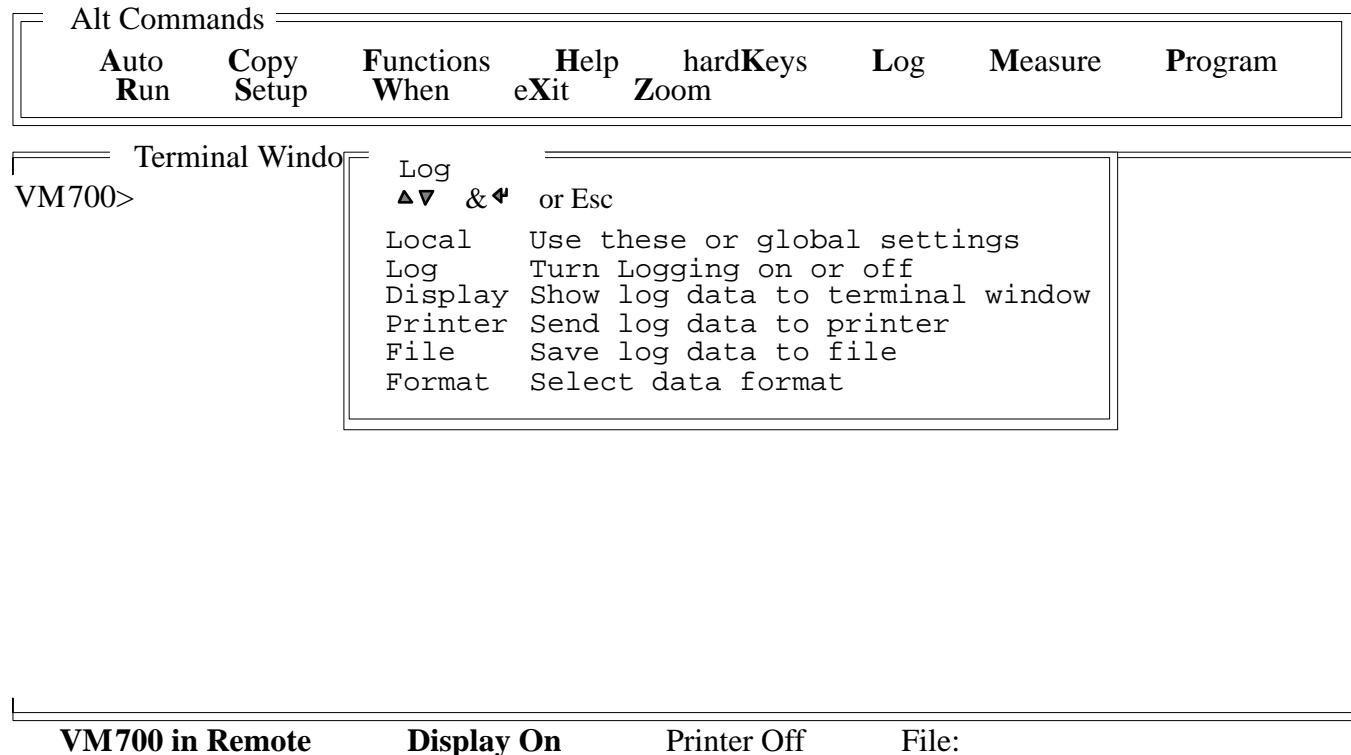 Alt Commands
Auto Copy Functions Help hardKeys Log Measure Program
Run Setup When eXit Zoom
Terminal Windo
VM700>
Log
▲▼ & ↵ or Esc
Local Use these or global settings
Log Turn Logging on or off
Display Show log data to terminal window
Printer Send log data to printer
File Save log data to file
Format Select data format
VM700 in Remote Display On Printer Off File: